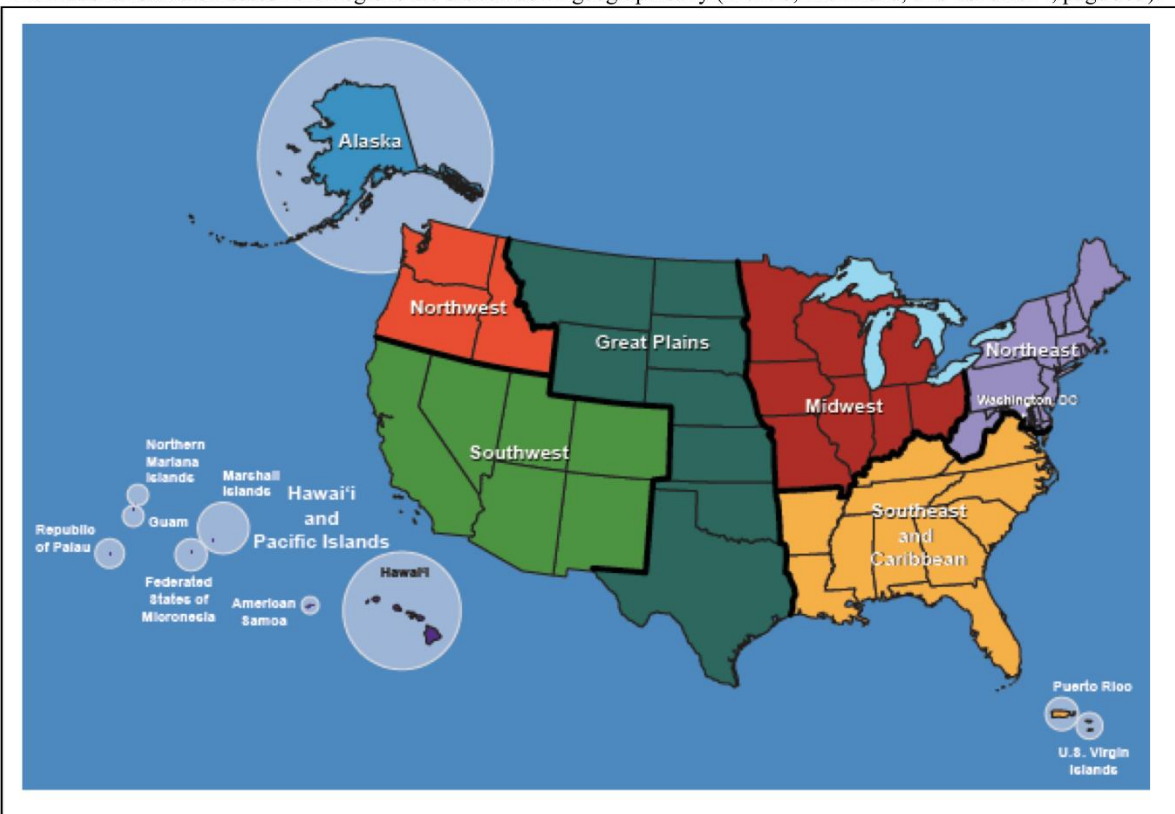 Alaska
Northwest
Great Plains
Midwest
Northeast
Washington, DC
Southwest
Southeast
and
Caribbean
Northern
Mariana
Islands
Marshall
Islands
Hawai‘i
and
Pacific Islands
Guam
Republic
of Palau
Federated
States of
Micronesia
American
Samoa
Hawai‘i
Puerto Rico
U.S. Virgin
Islands